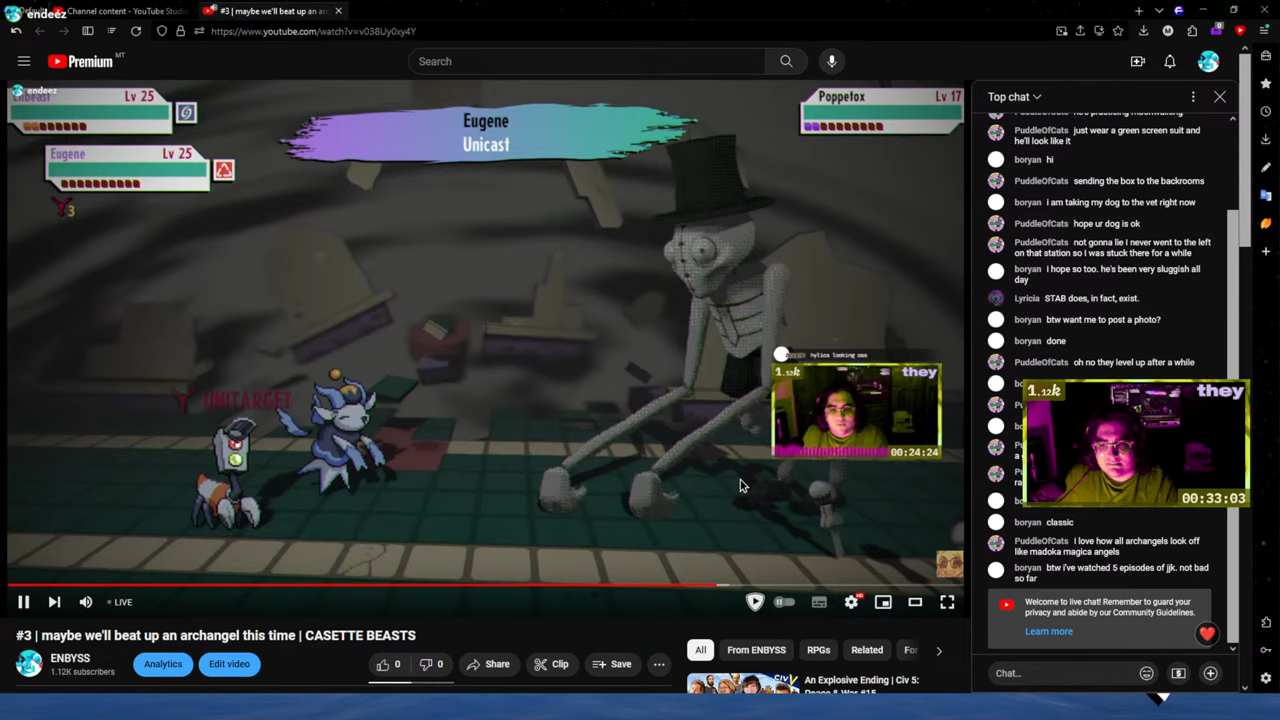 endeez
Channel content - YouTube Studio
#3 | maybe we'll beat up an arc
https://www.youtube.com/watch?v=v038Uy0xy4Y
Premium
MT
Search
endeez
Lv 25
Eugene
Lv 25
3
Eugene
Unicast
Poppetox
Lv 17
UNITARGET
hylics looking ass
1.12K
they
00:24:24
LIVE
HD
#3 | maybe we'll beat up an archangel this time | CASETTE BEASTS
ENBYSS
1.12K subscribers
Analytics
Edit video
0
0
Share
Clip
Save
All
From ENBYSS
RPGs
Related
An Explosive Ending | Civ 5:
Top chat
PuddleOfCats just wear a green screen suit and
he'll look like it
boryan hi
PuddleOfCats sending the box to the backrooms
boryan i am taking my dog to the vet right now
PuddleOfCats hope ur dog is ok
PuddleOfCats not gonna lie I never went to the left
on that station so I was stuck there for a while
boryan i hope so too. he's been very sluggish all
day
Lyricia STAB does, in fact, exist.
boryan btw want me to post a photo?
boryan done
PuddleOfCats oh no they level up after a while
1.12K
they
00:33:03
boryan classic
PuddleOfCats I love how all archangels look off
like madoka magica angels
boryan btw i've watched 5 episodes of jjk. not bad
so far
Welcome to live chat! Remember to guard your
privacy and abide by our Community Guidelines.
Learn more
Chat...